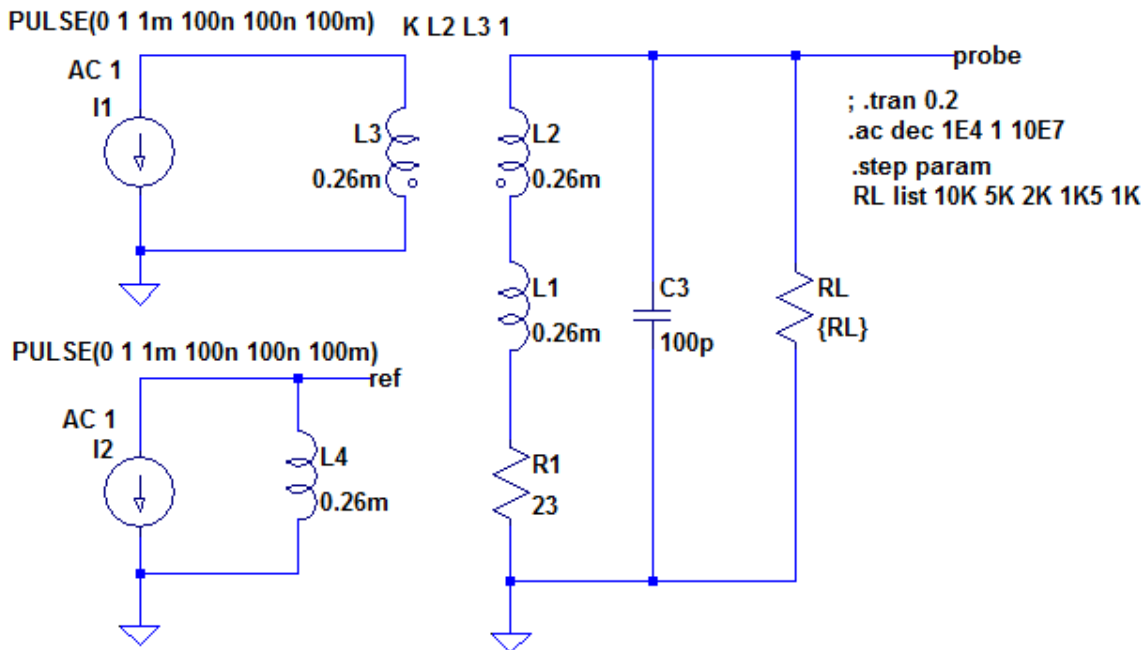 PULSE(0 1 1m 100n 100n 100m)
K L2 L3 1
AC 1
I1
L3
0.26m
L2
0.26m
probe
; .tran 0.2
.ac dec 1E4 1 10E7
.step param
RL list 10K 5K 2K 1K5 1K
L1
0.26m
C3
100p
RL
{RL}
PULSE(0 1 1m 100n 100n 100m)
ref
AC 1
I2
L4
0.26m
R1
23